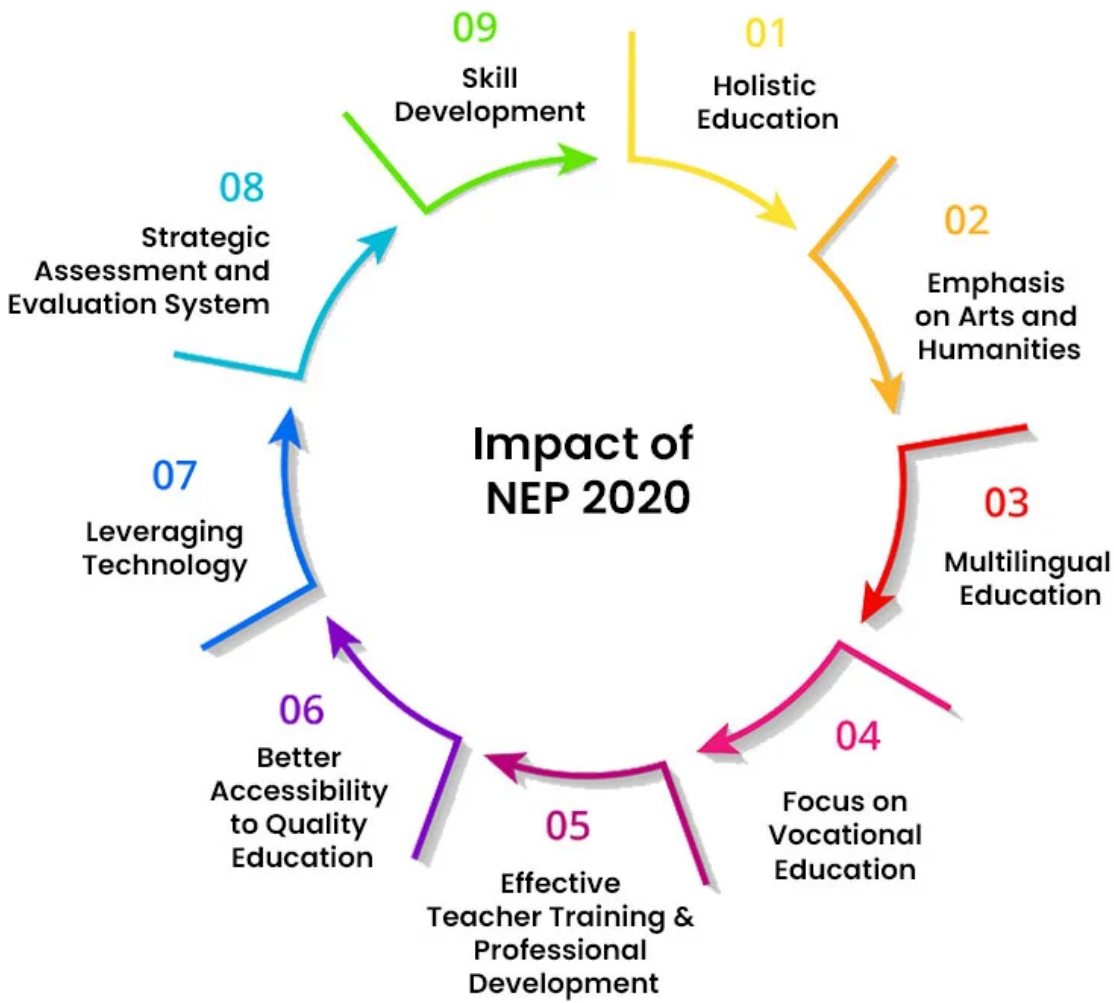 Impact of
NEP 2020
01
Holistic
Education
02
Emphasis
on Arts and
Humanities
03
Multilingual
Education
04
Focus on
Vocational
Education
05
Effective
Teacher Training &
Professional
Development
06
Better
Accessibility
to Quality
Education
07
Leveraging
Technology
08
Strategic
Assessment and
Evaluation System
09
Skill
Development